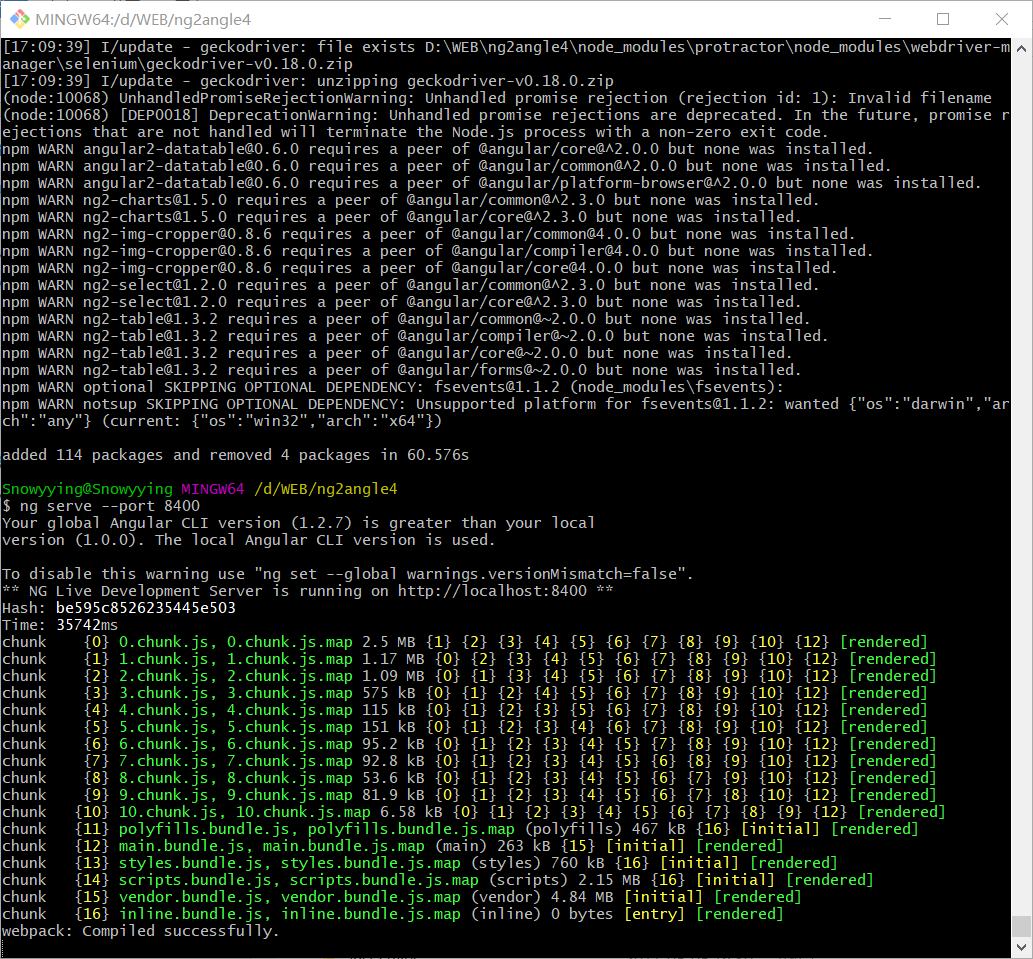 MINGW64:/d/WEB/ng2angle4
[17:09:39] I/update - geckodriver: file exists D:\WEB\ng2angle4\node_modules\protractor\node_modules\webdriver-m
anager\selenium\geckodriver-v0.18.0.zip
[17:09:39] I/update - geckodriver: unzipping geckodriver-v0.18.0.zip
(node:10068) UnhandledPromiseRejectionWarning: Unhandled promise rejection (rejection id: 1): Invalid filename
(node:10068) [DEP0018] DeprecationWarning: Unhandled promise rejections are deprecated. In the future, promise r
ejections that are not handled will terminate the Node.js process with a non-zero exit code.
npm WARN angular2-datatable@0.6.0 requires a peer of @angular/core@^2.0.0 but none was installed.
npm WARN angular2-datatable@0.6.0 requires a peer of @angular/common@^2.0.0 but none was installed.
npm WARN angular2-datatable@0.6.0 requires a peer of @angular/platform-browser@^2.0.0 but none was installed.
npm WARN ng2-charts@1.5.0 requires a peer of @angular/common@^2.3.0 but none was installed.
npm WARN ng2-charts@1.5.0 requires a peer of @angular/core@^2.3.0 but none was installed.
npm WARN ng2-img-cropper@0.8.6 requires a peer of @angular/common@4.0.0 but none was installed.
npm WARN ng2-img-cropper@0.8.6 requires a peer of @angular/compiler@4.0.0 but none was installed.
npm WARN ng2-img-cropper@0.8.6 requires a peer of @angular/core@4.0.0 but none was installed.
npm WARN ng2-select@1.2.0 requires a peer of @angular/common@^2.3.0 but none was installed.
npm WARN ng2-select@1.2.0 requires a peer of @angular/core@^2.3.0 but none was installed.
npm WARN ng2-table@1.3.2 requires a peer of @angular/common@~2.0.0 but none was installed.
npm WARN ng2-table@1.3.2 requires a peer of @angular/compiler@~2.0.0 but none was installed.
npm WARN ng2-table@1.3.2 requires a peer of @angular/core@~2.0.0 but none was installed.
npm WARN ng2-table@1.3.2 requires a peer of @angular/forms@~2.0.0 but none was installed.
npm WARN optional SKIPPING OPTIONAL DEPENDENCY: fsevents@1.1.2 (node_modules\fsevents):
npm WARN notsup SKIPPING OPTIONAL DEPENDENCY: Unsupported platform for fsevents@1.1.2: wanted {"os":"darwin","ar
ch":"any"} (current: {"os":"win32","arch":"x64"})
added 114 packages and removed 4 packages in 60.576s
Snowyying@Snowyying MINGW64 /d/WEB/ng2angle4
$ ng serve --port 8400
Your global Angular CLI version (1.2.7) is greater than your local
version (1.0.0). The local Angular CLI version is used.
To disable this warning use "ng set --global warnings.versionMismatch=false".
** NG Live Development Server is running on http://localhost:8400 **
Hash: be595c8526235445e503
Time: 35742ms
chunk    {0} 0.chunk.js, 0.chunk.js.map 2.5 MB {1} {2} {3} {4} {5} {6} {7} {8} {9} {10} {12} [rendered]
chunk    {1} 1.chunk.js, 1.chunk.js.map 1.17 MB {0} {2} {3} {4} {5} {6} {7} {8} {9} {10} {12} [rendered]
chunk    {2} 2.chunk.js, 2.chunk.js.map 1.09 MB {0} {1} {3} {4} {5} {6} {7} {8} {9} {10} {12} [rendered]
chunk    {3} 3.chunk.js, 3.chunk.js.map 575 kB {0} {1} {2} {4} {5} {6} {7} {8} {9} {10} {12} [rendered]
chunk    {4} 4.chunk.js, 4.chunk.js.map 115 kB {0} {1} {2} {3} {5} {6} {7} {8} {9} {10} {12} [rendered]
chunk    {5} 5.chunk.js, 5.chunk.js.map 151 kB {0} {1} {2} {3} {4} {6} {7} {8} {9} {10} {12} [rendered]
chunk    {6} 6.chunk.js, 6.chunk.js.map 95.2 kB {0} {1} {2} {3} {4} {5} {7} {8} {9} {10} {12} [rendered]
chunk    {7} 7.chunk.js, 7.chunk.js.map 92.8 kB {0} {1} {2} {3} {4} {5} {6} {8} {9} {10} {12} [rendered]
chunk    {8} 8.chunk.js, 8.chunk.js.map 53.6 kB {0} {1} {2} {3} {4} {5} {6} {7} {9} {10} {12} [rendered]
chunk    {9} 9.chunk.js, 9.chunk.js.map 81.9 kB {0} {1} {2} {3} {4} {5} {6} {7} {8} {10} {12} [rendered]
chunk   {10} 10.chunk.js, 10.chunk.js.map 6.58 kB {0} {1} {2} {3} {4} {5} {6} {7} {8} {9} {12} [rendered]
chunk   {11} polyfills.bundle.js, polyfills.bundle.js.map (polyfills) 467 kB {16} [initial] [rendered]
chunk   {12} main.bundle.js, main.bundle.js.map (main) 263 kB {15} [initial] [rendered]
chunk   {13} styles.bundle.js, styles.bundle.js.map (styles) 760 kB {16} [initial] [rendered]
chunk   {14} scripts.bundle.js, scripts.bundle.js.map (scripts) 2.15 MB {16} [initial] [rendered]
chunk   {15} vendor.bundle.js, vendor.bundle.js.map (vendor) 4.84 MB [initial] [rendered]
chunk   {16} inline.bundle.js, inline.bundle.js.map (inline) 0 bytes [entry] [rendered]
webpack: Compiled successfully.